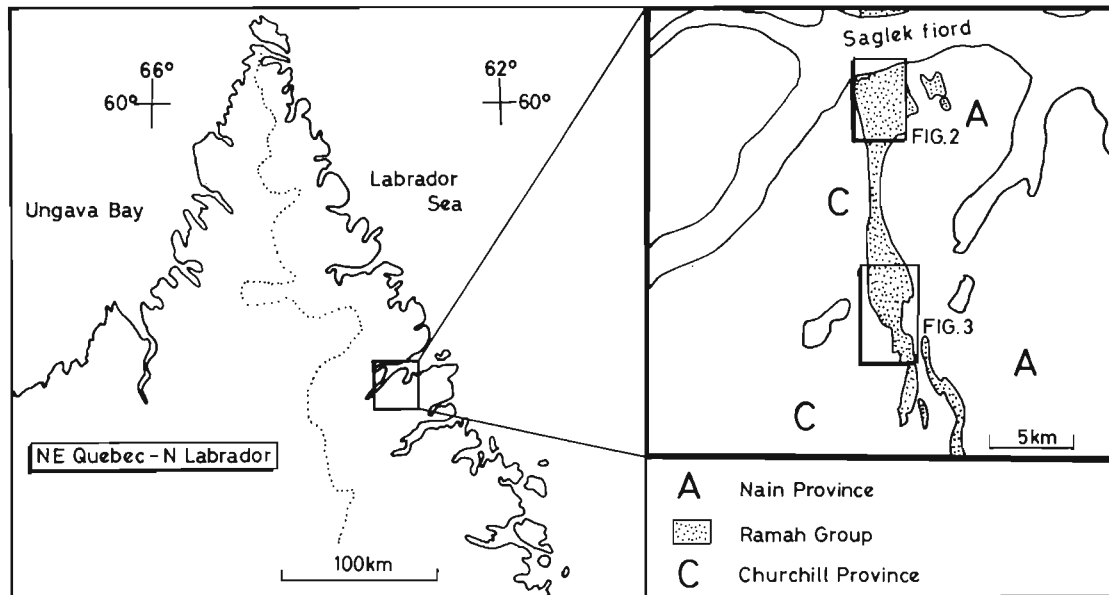 66°
60°
62°
60°
Ungava Bay
Labrador
Sea
NE Quebec-N Labrador
100km
Saglek fiord
A
FIG.2
C
FIG.3
A
C
5km
A Nain Province
Ramah Group
C Churchill Province